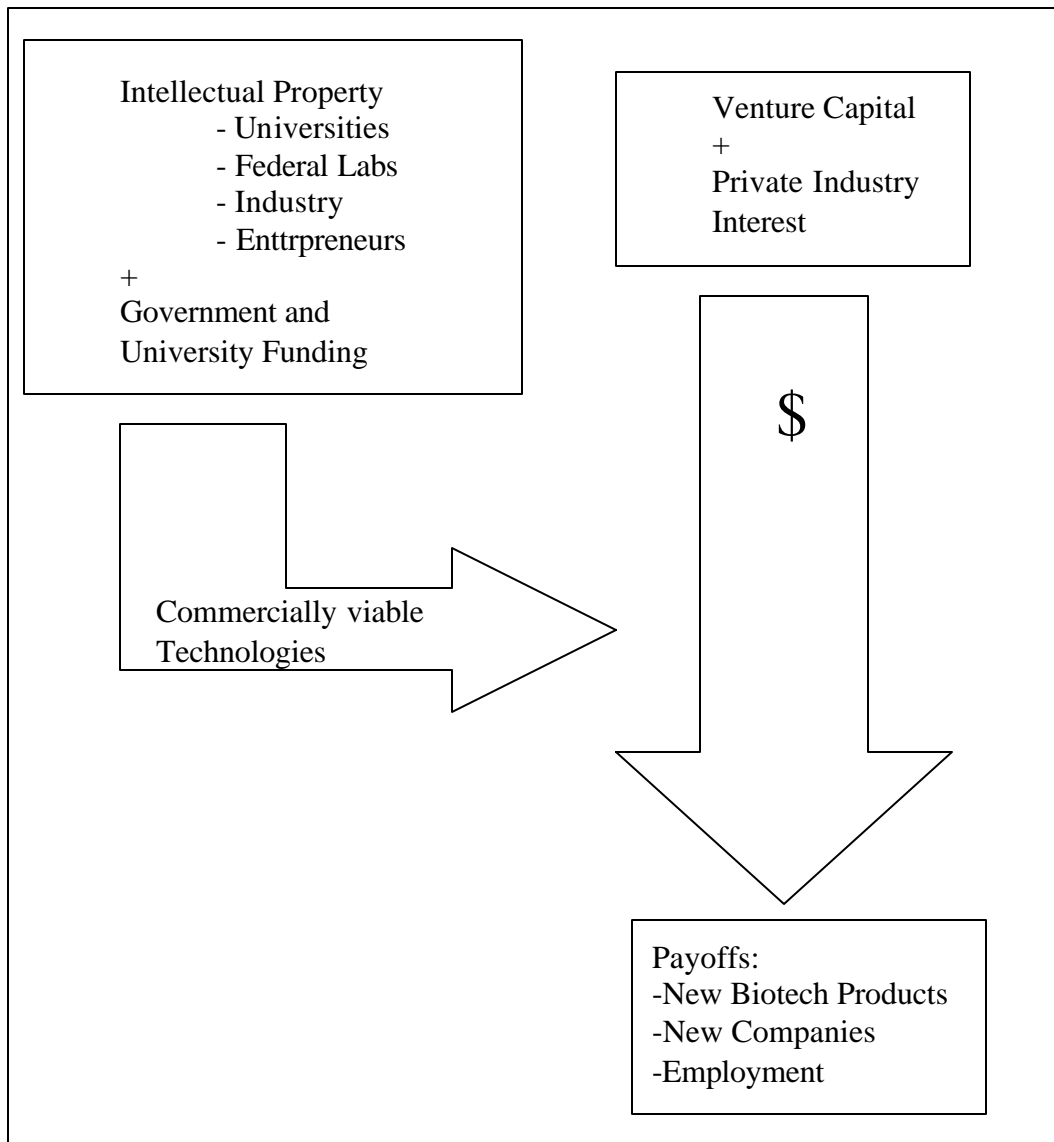 Intellectual Property
- Universities
- Federal Labs
- Industry
- Enttrpreneurs
+
Government and
University Funding
Venture Capital
+
Private Industry
Interest
$
Commercially viable
Technologies
Payoffs:
-New Biotech Products
-New Companies
-Employment